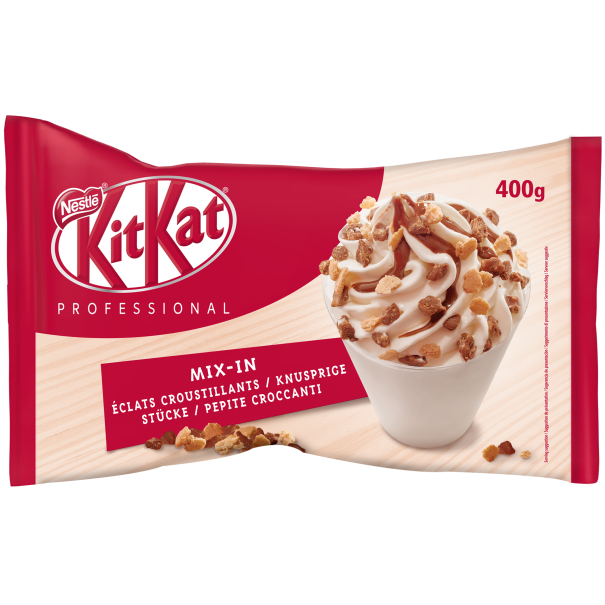 Nestlé
KitKat
PROFESSIONAL
400g
MIX-IN
ÉCLATS CROUSTILLANTS / KNUSPRIGE
STÜCKE / PEPITE CROCCANTI